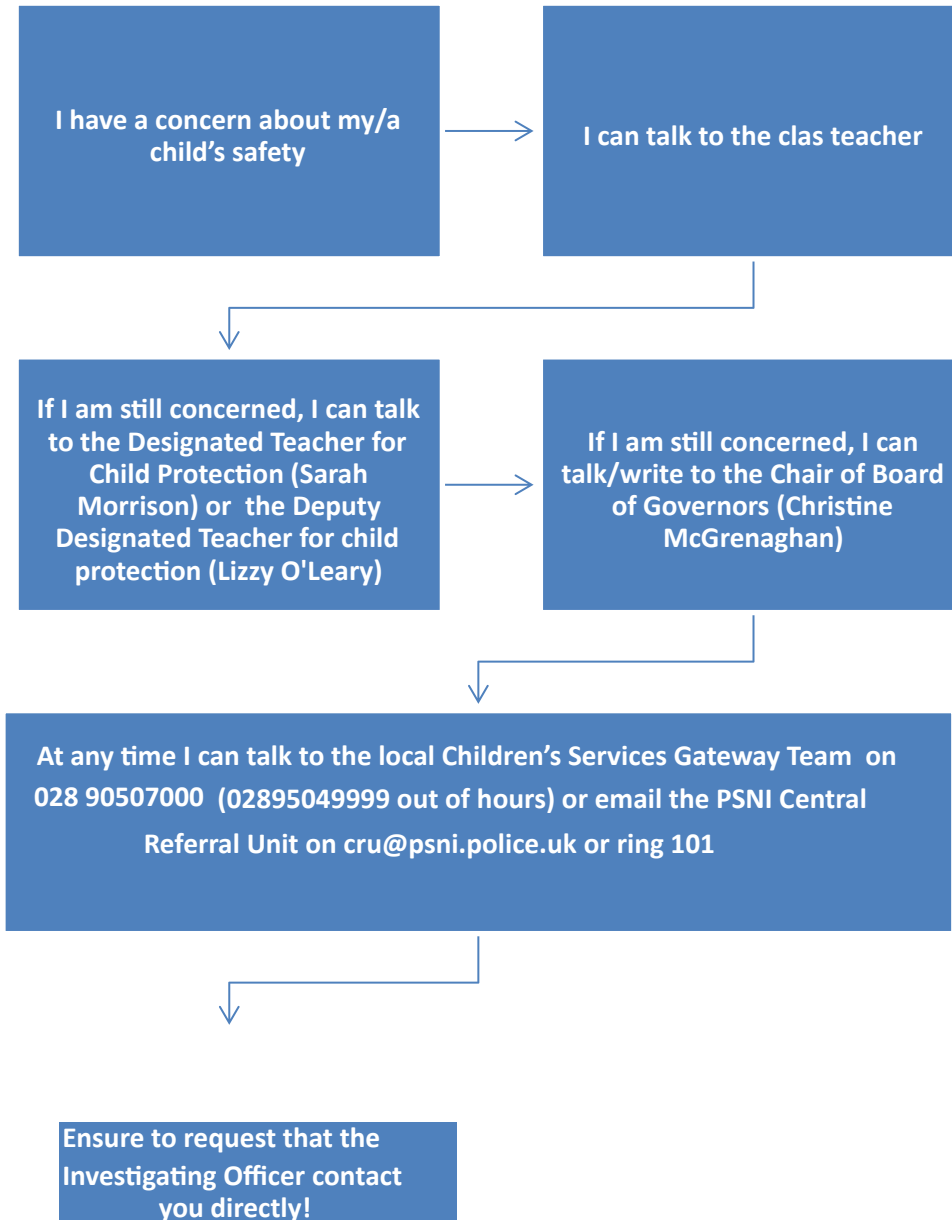 I have a concern about my/a
child’s safety
I can talk to the clas teacher
If I am still concerned, I can talk
to the Designated Teacher for
Child Protection (Sarah
Morrison) or  the Deputy
Designated Teacher for child
protection (Lizzy O'Leary)
If I am still concerned, I can
talk/write to the Chair of Board
of Governors (Christine
McGrenaghan)
At any time I can talk to the local Children’s Services Gateway Team  on
028 90507000  (02895049999 out of hours) or email the PSNI Central
Referral Unit on cru@psni.police.uk or ring 101
Ensure to request that the
Investigating Officer contact
you directly!